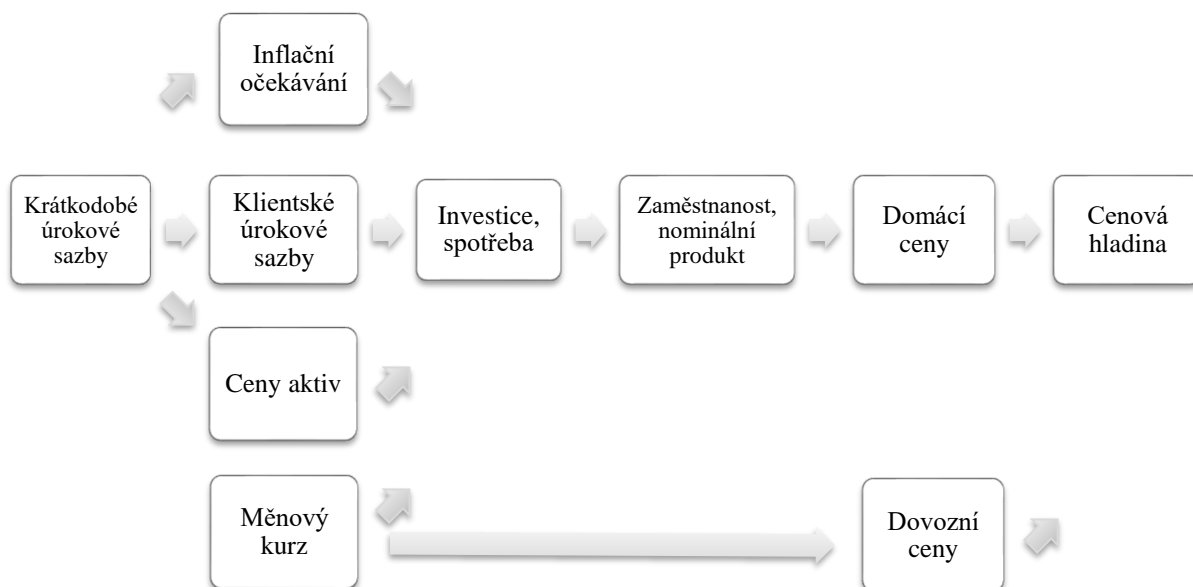 Inflační
očekávání
Krátkodobé
úrokové
sazby
Klientské
úrokové
sazby
Investice,
spotřeba
Zaměstnanost,
nominální
produkt
Domácí
ceny
Cenová
hladina
Ceny aktiv
Měnový
kurz
Dovozní
ceny